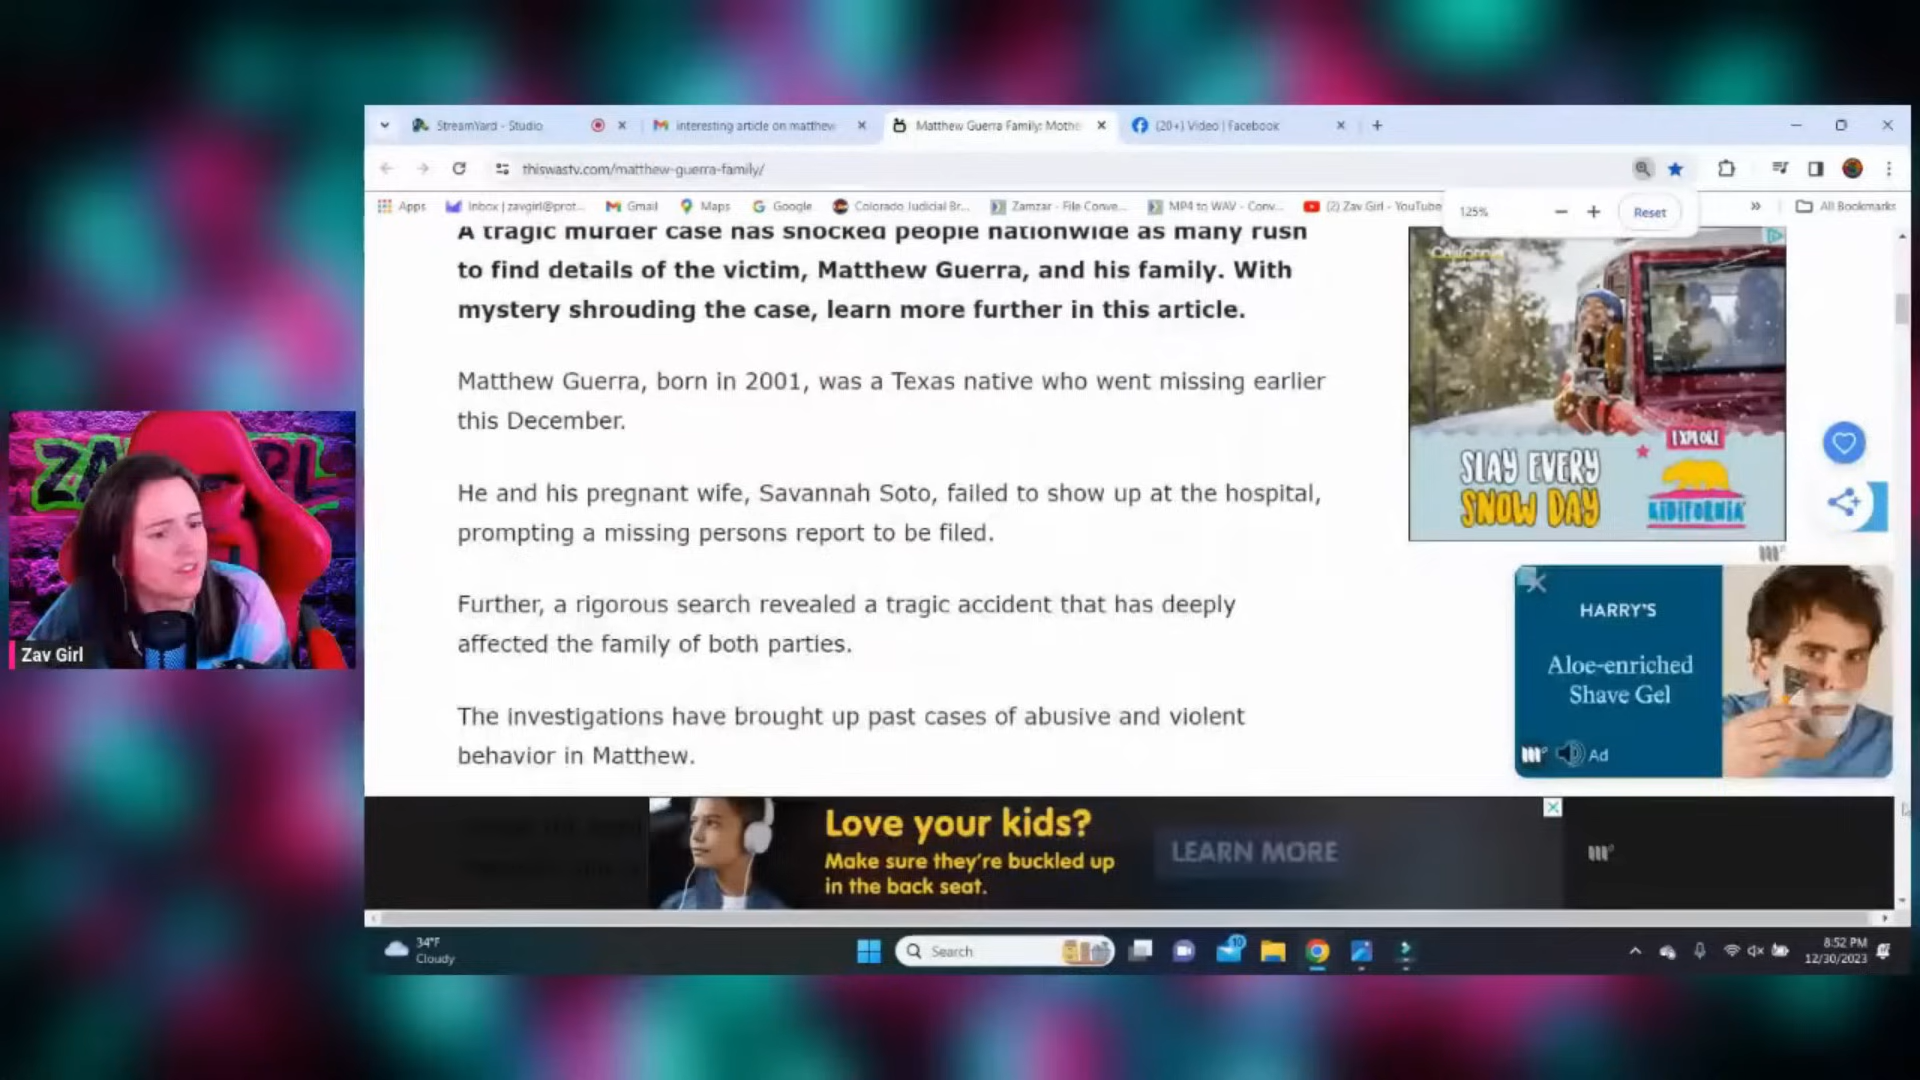 StreamYard - Studio
interesting article on matthew
Matthew Guerra Family: Mothe
(20+) Video | Facebook
thiswastv.com/matthew-guerra-family/
Apps
Inbox | zavgirl@prot...
Gmail
Maps
Google
Colorado Judicial Br...
Zamzar - File Conve...
MP4 to WAV - Conv...
(2) Zav Girl - YouTube
All Bookmarks
125%
Reset
A tragic murder case has shocked people nationwide as many rush
to find details of the victim, Matthew Guerra, and his family. With
mystery shrouding the case, learn more further in this article.
Matthew Guerra, born in 2001, was a Texas native who went missing earlier
this December.
He and his pregnant wife, Savannah Soto, failed to show up at the hospital,
prompting a missing persons report to be filed.
Further, a rigorous search revealed a tragic accident that has deeply
affected the family of both parties.
The investigations have brought up past cases of abusive and violent
behavior in Matthew.
California
SLAY EVERY
SNOW DAY
EXPLORE
KIDIFORNIA
HARRY'S
Aloe-enriched
Shave Gel
Ad
ZA
RL
Zav Girl
Love your kids?
Make sure they're buckled up
in the back seat.
LEARN MORE
34°F
Cloudy
Search
10
8:52 PM
12/30/2023